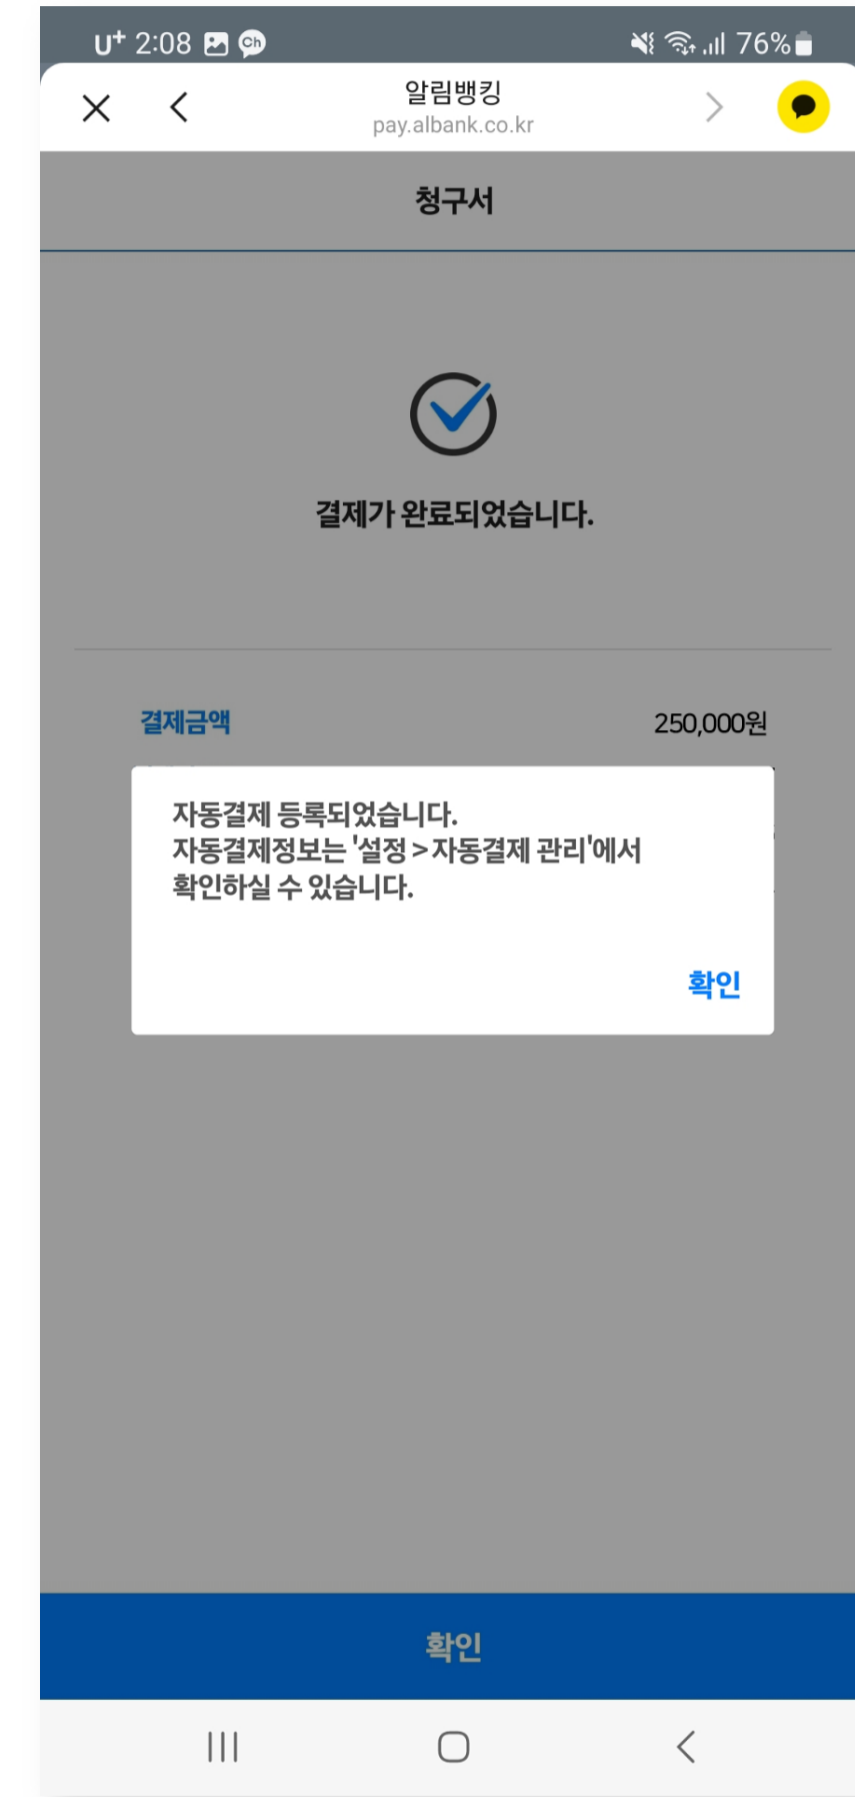 U+ 2:08 Ch 76%
알림뱅킹
pay.albank.co.kr
청구서
결제가 완료되었습니다.
결제금액 250,000원
자동결제 등록되었습니다.
자동결제정보는 '설정 > 자동결제 관리'에서
확인하실 수 있습니다.
확인
확인